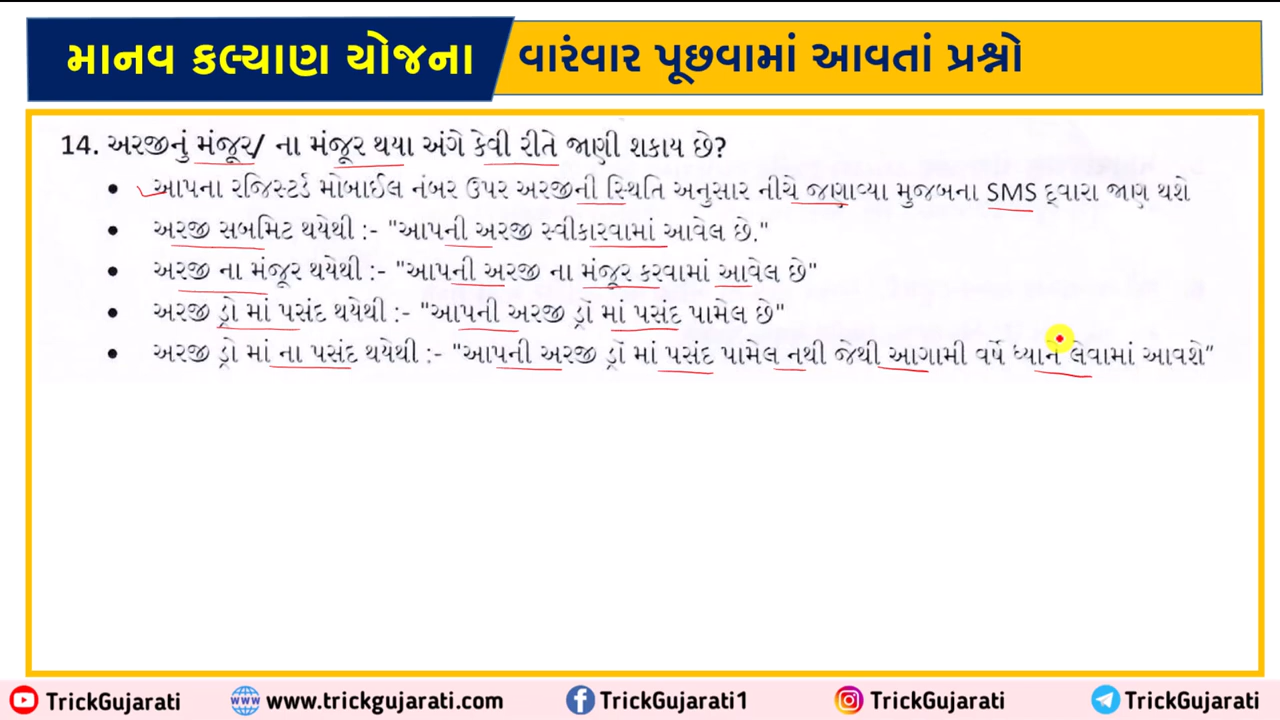 માનવ કલ્યાણ યોજના વારંવાર પૂછવામાં આવતાં પ્રશ્નો
14. અરજીનું મંજૂર/ ના મંજૂર થયા અંગે કેવી રીતે જાણી શકાય છે?
• આપના રજિસ્ટર્ડ મોબાઈલ નંબર ઉપર અરજીની સ્થિતિ અનુસાર નીચે જણાવ્યા મુજબના SMS દ્વારા જાણ થશે
• અરજી સબમિટ થયેથી :- "આપની અરજી સ્વીકારવામાં આવેલ છે."
• અરજી ના મંજૂર થયેથી :- "આપની અરજી ના મંજૂર કરવામાં આવેલ છે"
• અરજી ડ્રો માં પસંદ થયેથી :- "આપની અરજી ડ્રૉ માં પસંદ પામેલ છે"
• અરજી ડ્રો માં ના પસંદ થયેથી :- "આપની અરજી ડ્રૉ માં પસંદ પામેલ નથી જેથી આગામી વર્ષે ધ્યાને લેવામાં આવશે”
TrickGujarati www.trickgujarati.com TrickGujarati1 TrickGujarati TrickGujarati